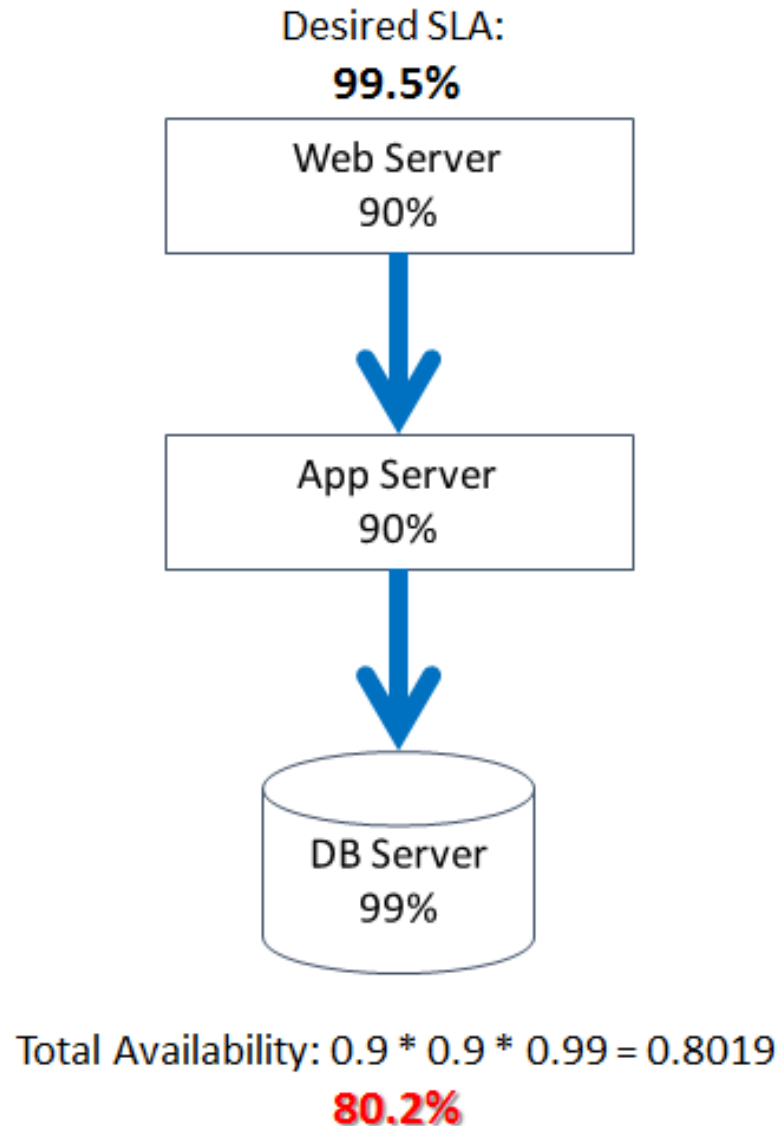 Desired SLA:
99.5%
Web Server
90%
App Server
90%
DB Server
99%
Total Availability: 0.9 * 0.9 * 0.99 = 0.8019
80.2%